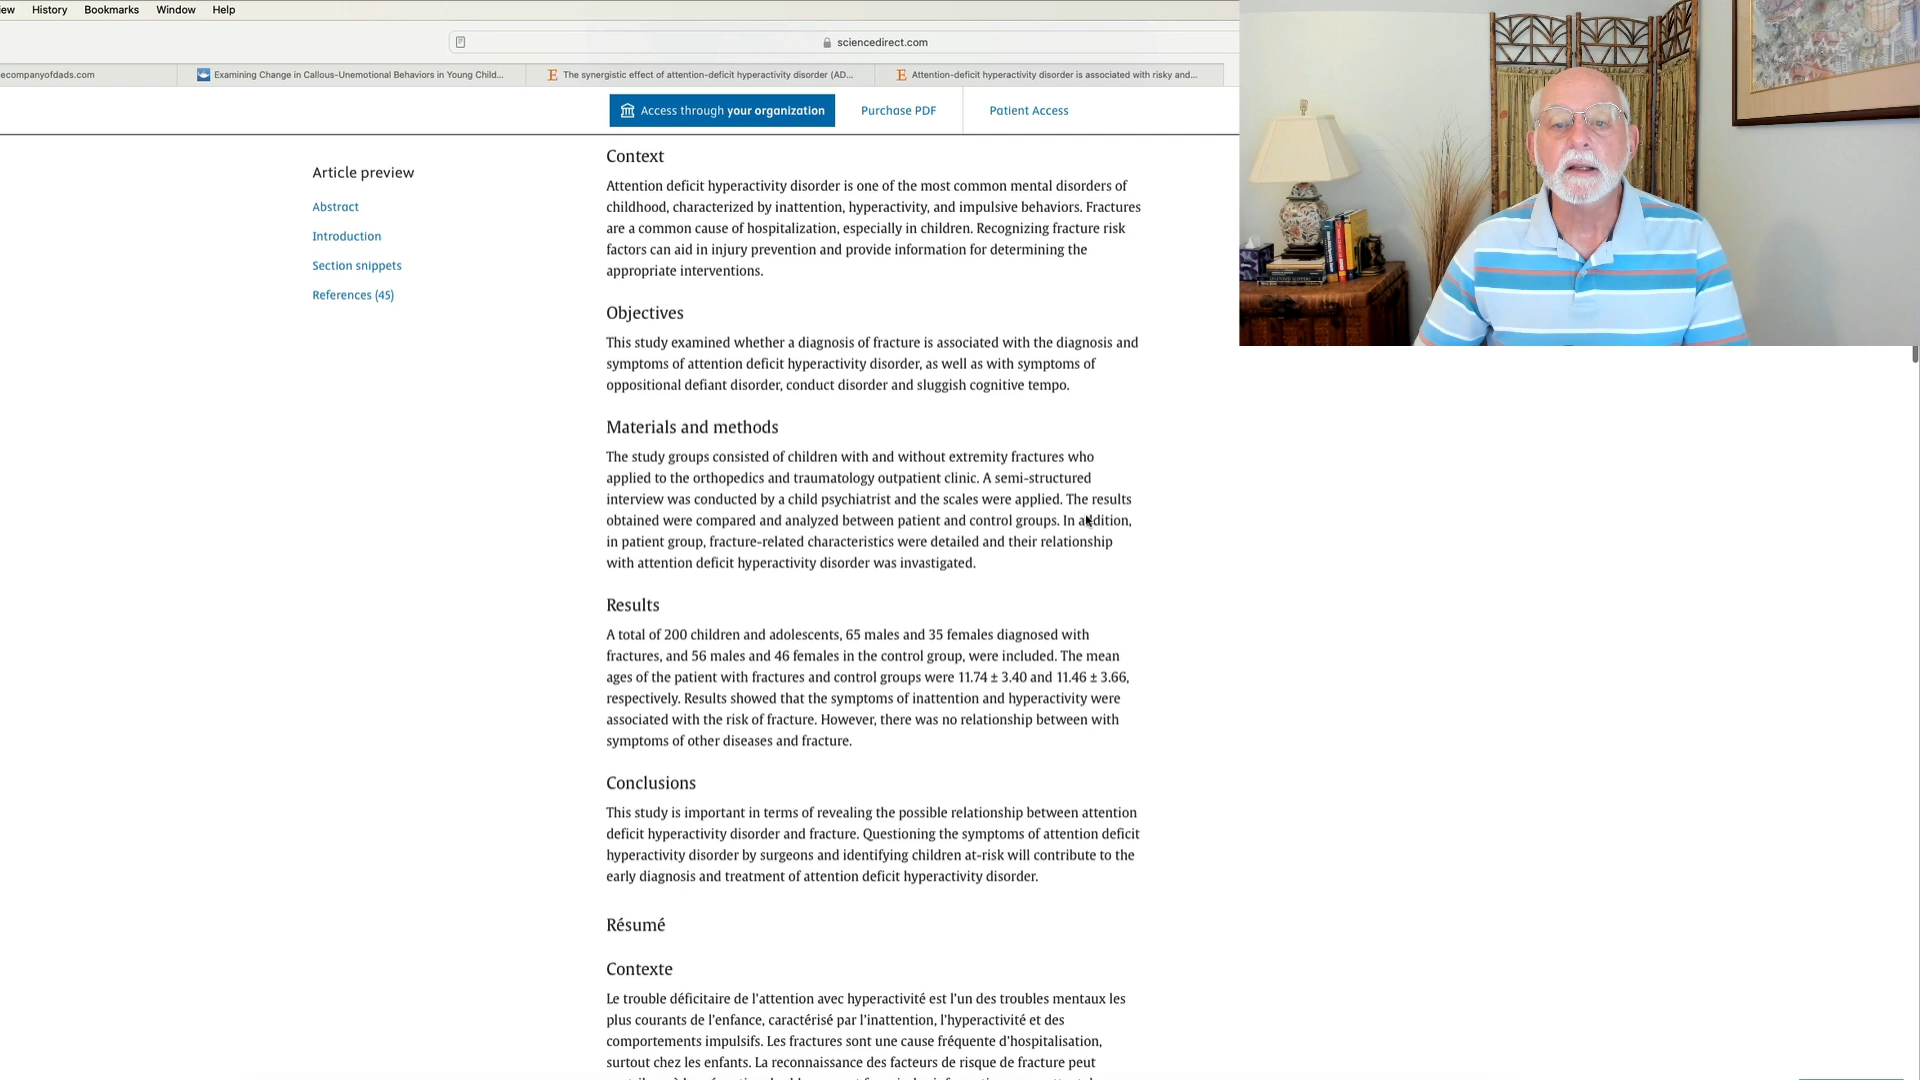 History Bookmarks Window Help
sciencedirect.com
ecompanyofdads.com
Examining Change in Callous-Unemotional Behaviors in Young Child...
The synergistic effect of attention-deficit hyperactivity disorder (AD...
Attention-deficit hyperactivity disorder is associated with risky and...
Access through your organization
Purchase PDF
Patient Access
Article preview
Abstract
Introduction
Section snippets
References (45)
Context
Attention deficit hyperactivity disorder is one of the most common mental disorders of
childhood, characterized by inattention, hyperactivity, and impulsive behaviors. Fractures
are a common cause of hospitalization, especially in children. Recognizing fracture risk
factors can aid in injury prevention and provide information for determining the
appropriate interventions.
Objectives
This study examined whether a diagnosis of fracture is associated with the diagnosis and
symptoms of attention deficit hyperactivity disorder, as well as with symptoms of
oppositional defiant disorder, conduct disorder and sluggish cognitive tempo.
Materials and methods
The study groups consisted of children with and without extremity fractures who
applied to the orthopedics and traumatology outpatient clinic. A semi-structured
interview was conducted by a child psychiatrist and the scales were applied. The results
obtained were compared and analyzed between patient and control groups. In addition,
in patient group, fracture-related characteristics were detailed and their relationship
with attention deficit hyperactivity disorder was invastigated.
Results
A total of 200 children and adolescents, 65 males and 35 females diagnosed with
fractures, and 56 males and 46 females in the control group, were included. The mean
ages of the patient with fractures and control groups were 11.74 ± 3.40 and 11.46 ± 3.66,
respectively. Results showed that the symptoms of inattention and hyperactivity were
associated with the risk of fracture. However, there was no relationship between with
symptoms of other diseases and fracture.
Conclusions
This study is important in terms of revealing the possible relationship between attention
deficit hyperactivity disorder and fracture. Questioning the symptoms of attention deficit
hyperactivity disorder by surgeons and identifying children at-risk will contribute to the
early diagnosis and treatment of attention deficit hyperactivity disorder.
Résumé
Contexte
Le trouble déficitaire de l'attention avec hyperactivité est l'un des troubles mentaux les
plus courants de l'enfance, caractérisé par l'inattention, l'hyperactivité et des
comportements impulsifs. Les fractures sont une cause fréquente d'hospitalisation,
surtout chez les enfants. La reconnaissance des facteurs de risque de fracture peut